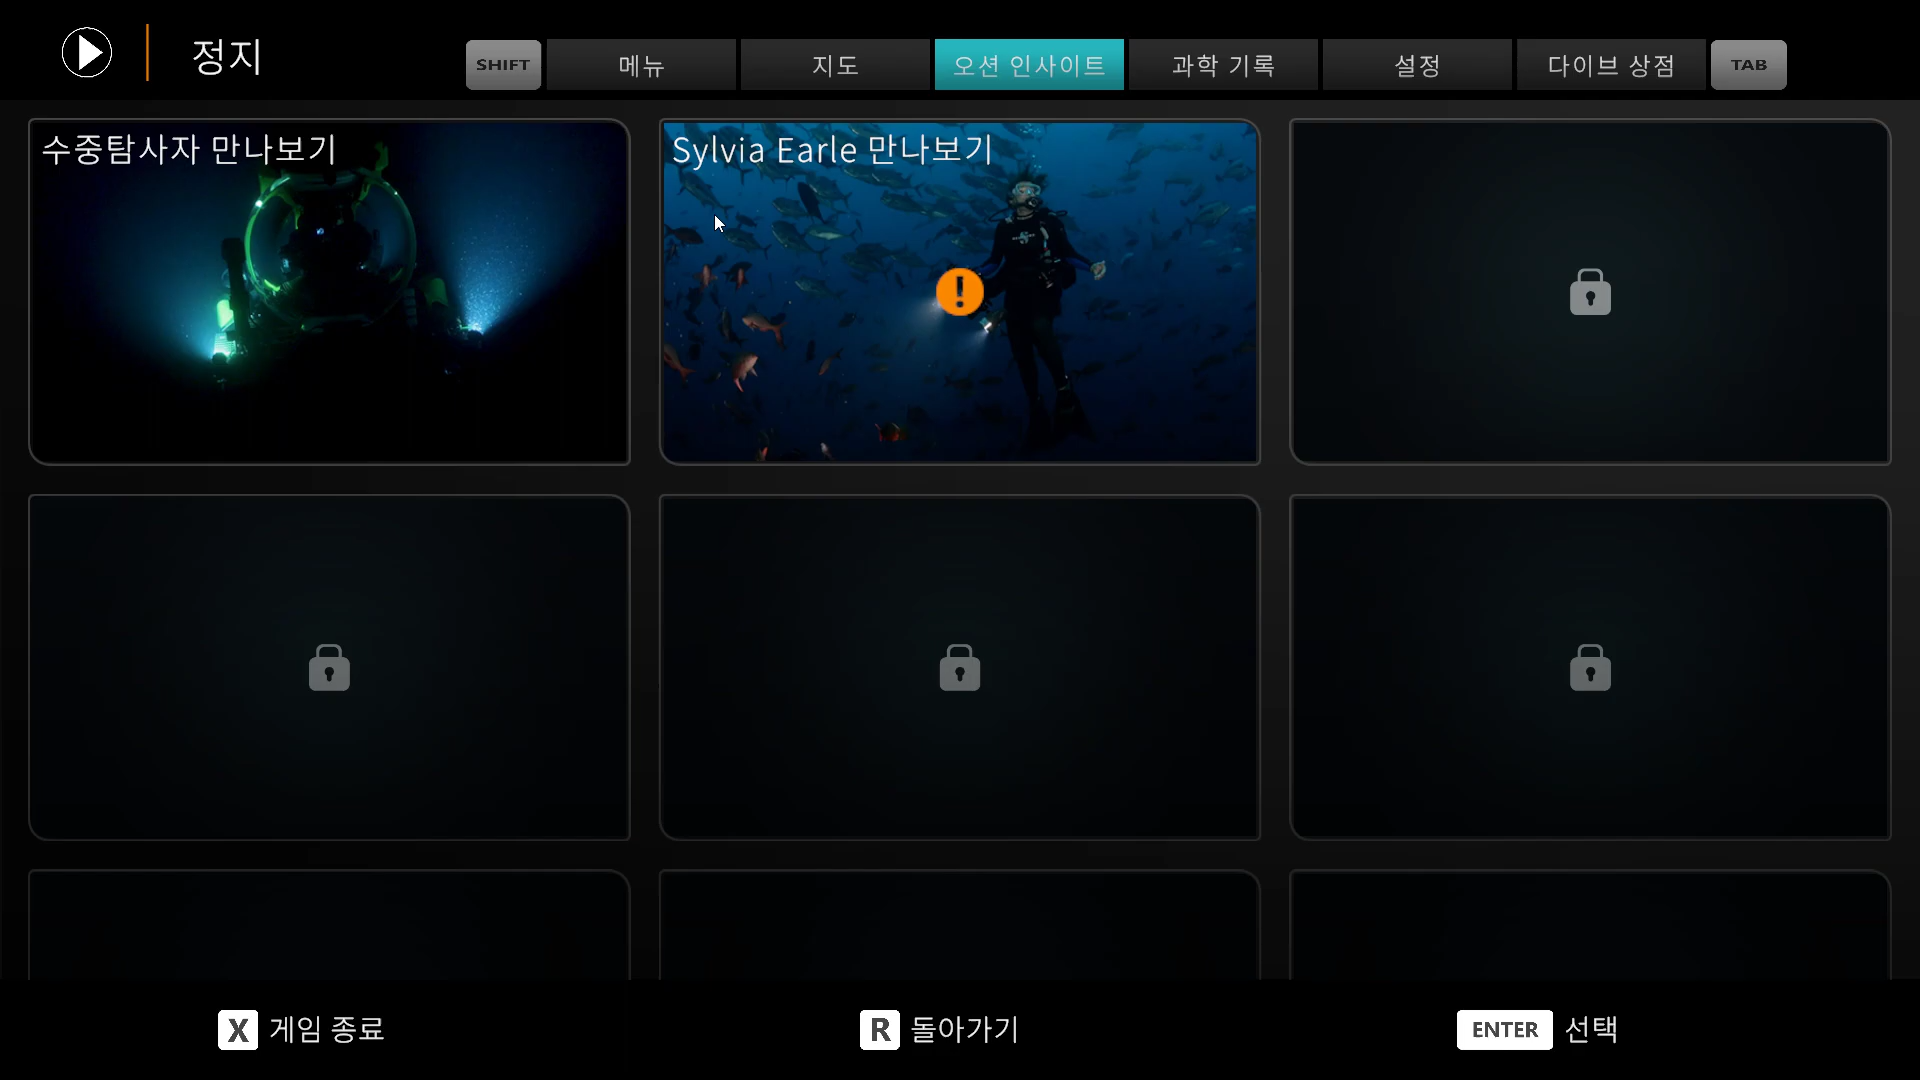 정지
SHIFT
메뉴
지도
오션 인사이트
과학 기록
설정
다이브 상점
TAB
수중탐사자 만나보기
Sylvia Earle 만나보기
X 게임 종료
R 돌아가기
ENTER 선택